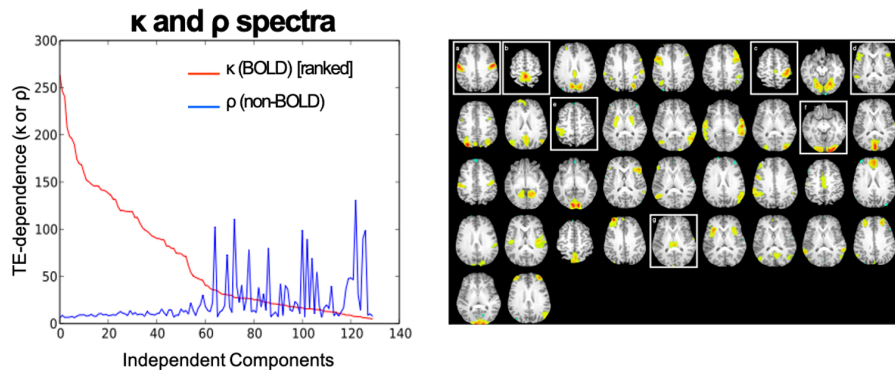 κ and ρ spectra
300
250
200
150
100
50
0
TE-dependence (κ or ρ)
κ (BOLD) [ranked]
ρ (non-BOLD)
0 20 40 60 80 100 120 140
Independent Components
a b c d
e f
g